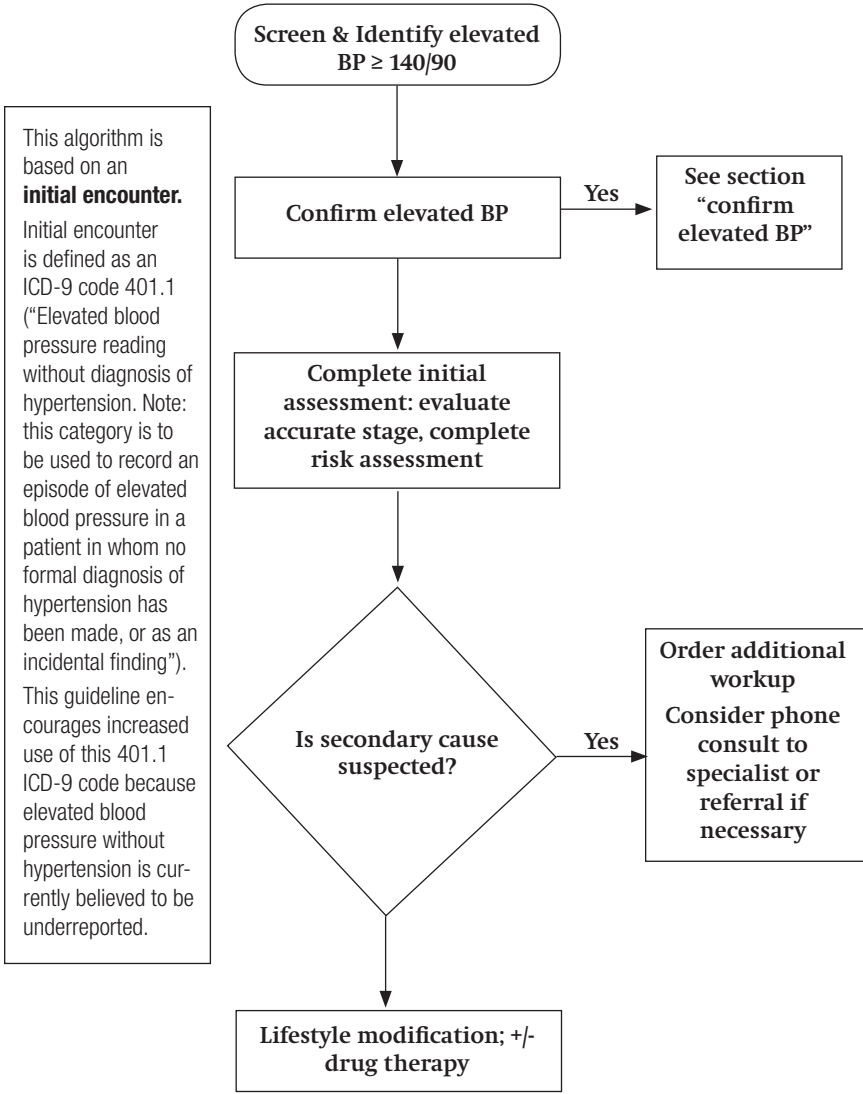 Screen & Identify elevated
BP ≥ 140/90
This algorithm is
based on an
initial encounter.
Initial encounter
is defined as an
ICD-9 code 401.1
(“Elevated blood
pressure reading
without diagnosis of
hypertension. Note:
this category is to
be used to record an
episode of elevated
blood pressure in a
patient in whom no
formal diagnosis of
hypertension has
been made, or as an
incidental finding”).
This guideline en-
courages increased
use of this 401.1
ICD-9 code because
elevated blood
pressure without
hypertension is cur-
rently believed to be
underreported.
Confirm elevated BP
Yes
See section
“confirm
elevated BP”
Complete initial
assessment: evaluate
accurate stage, complete
risk assessment
Is secondary cause
suspected?
Yes
Order additional
workup
Consider phone
consult to
specialist or
referral if
necessary
Lifestyle modification; +/-
drug therapy